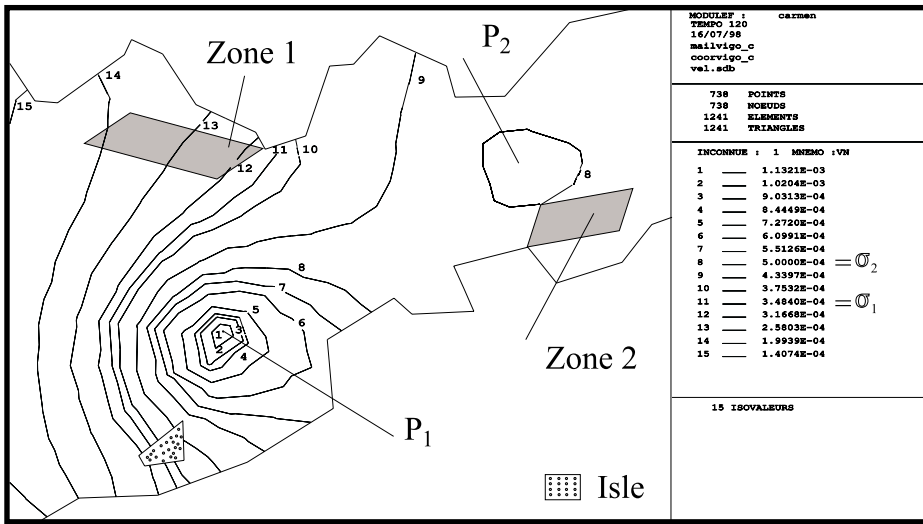 MODULEF : carmen
TEMPO 120
16/07/98
mailvigo_c
coorvigo_c
vel.sdb
738 POINTS
738 NOEUDS
1241 ELEMENTS
1241 TRIANGLES
INCONNUE : 1 MNEMO :VN
1 1.1321E-03
2 1.0204E-03
3 9.0313E-04
4 8.4449E-04
5 7.2720E-04
6 6.0991E-04
7 5.5126E-04
8 5.0000E-04 = σ2
9 4.3397E-04
10 3.7532E-04
11 3.4840E-04 = σ1
12 3.1668E-04
13 2.5803E-04
14 1.9939E-04
15 1.4074E-04
15 ISOVALEURS
Zone 1
P2
14
9
15
13
11
10
12
8
8
7
5
6
1
3
2
4
Zone 2
P1
Isle